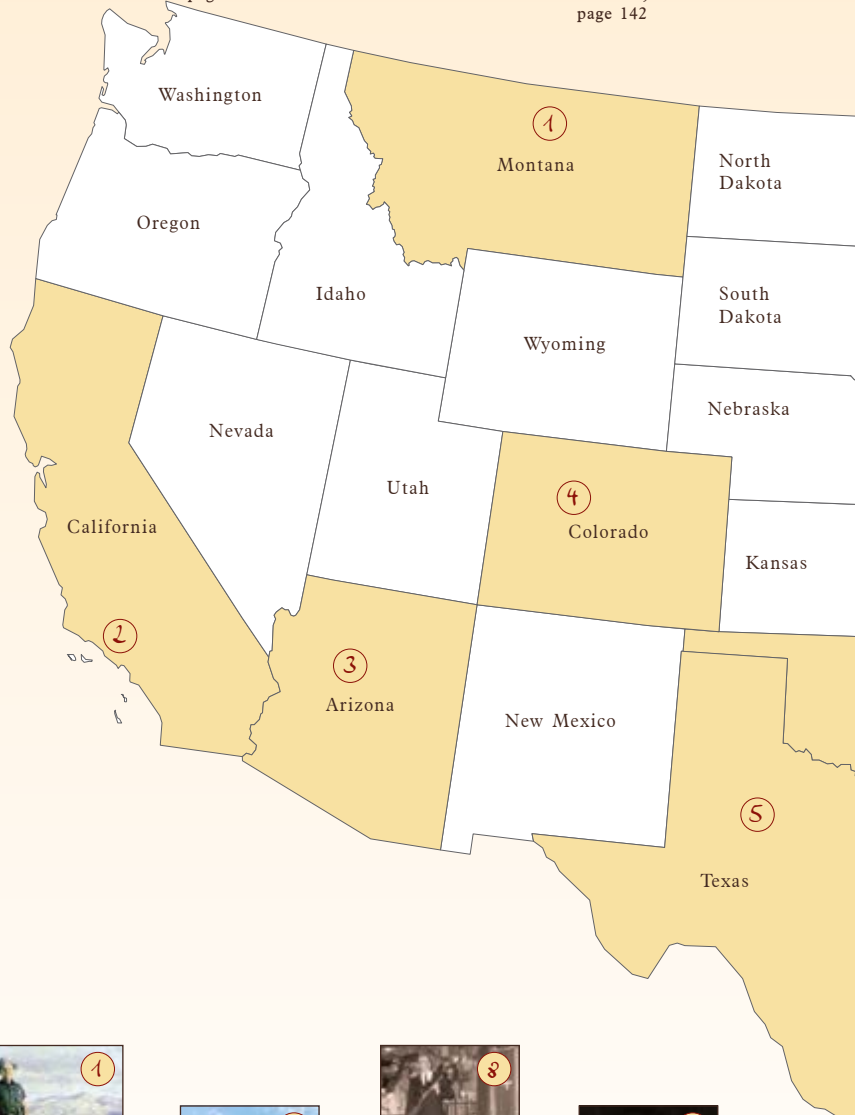 page 142
Washington
1
Montana
North
Dakota
Oregon
Idaho
South
Dakota
Wyoming
Nebraska
Nevada
Utah
4
Colorado
California
Kansas
2
3
Arizona
New Mexico
5
Texas
1
8